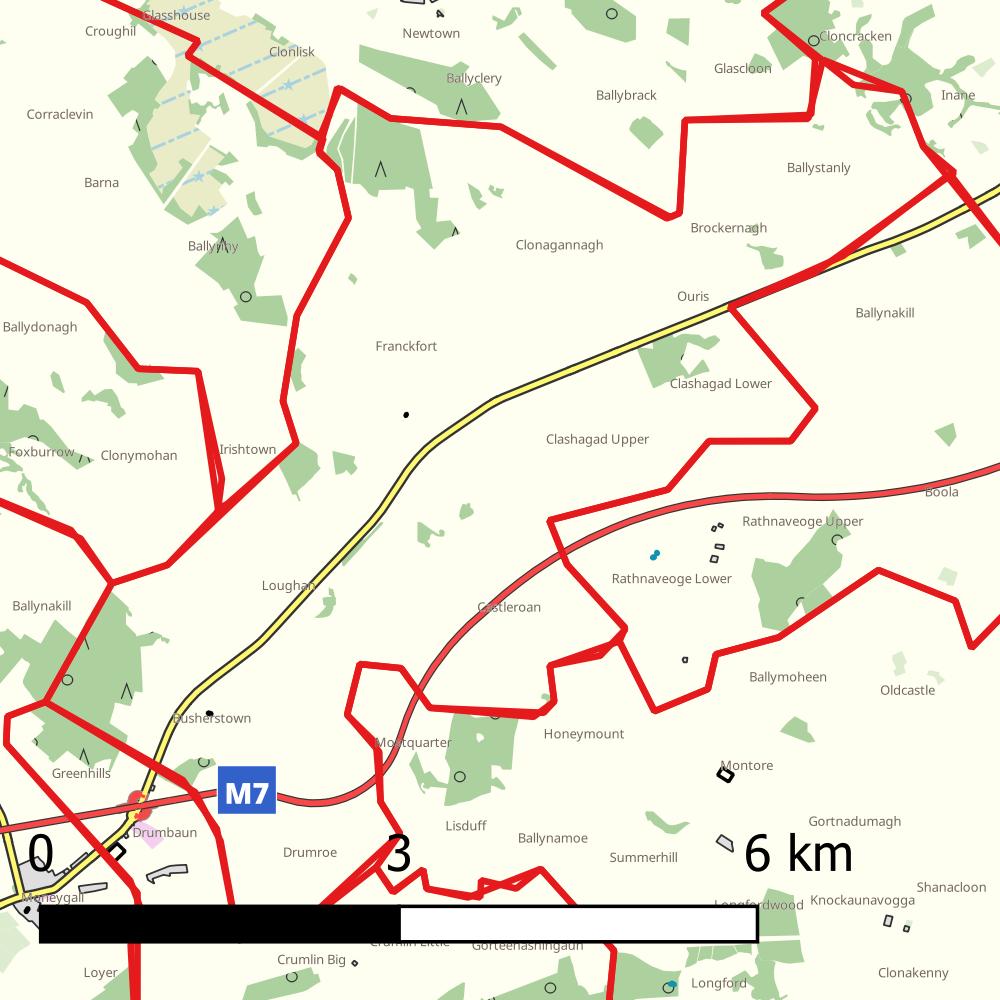 Glasshouse
Croughil
Newtown
Cloncracken
Clonlisk
Glascloon
Ballyclery
Ballybrack
Inane
Corraclevin
Ballystanly
Barna
Brockernagh
Clonagannagh
Ouris
Ballynakill
Ballydonagh
Franckfort
Clashagad Lower
Clashagad Upper
Irishtown
Foxburrow
Clonymohan
Boola
Rathnaveoge Upper
Rathnaveoge Lower
Loughan
Ballynakill
Castleroan
Ballymoheen
Oldcastle
Busherstown
Honeymount
Montore
Greenhills
M7
Gortnadumagh
Lisduff
Drumbaun
Ballynamoe
0
3
6 km
Drumroe
Summerhill
Shanacloon
Moneygall
Longfordwood
Knockaunavogga
Crumlin Little
Gorteenashingaun
Crumlin Big
Loyer
Clonakenny
Longford